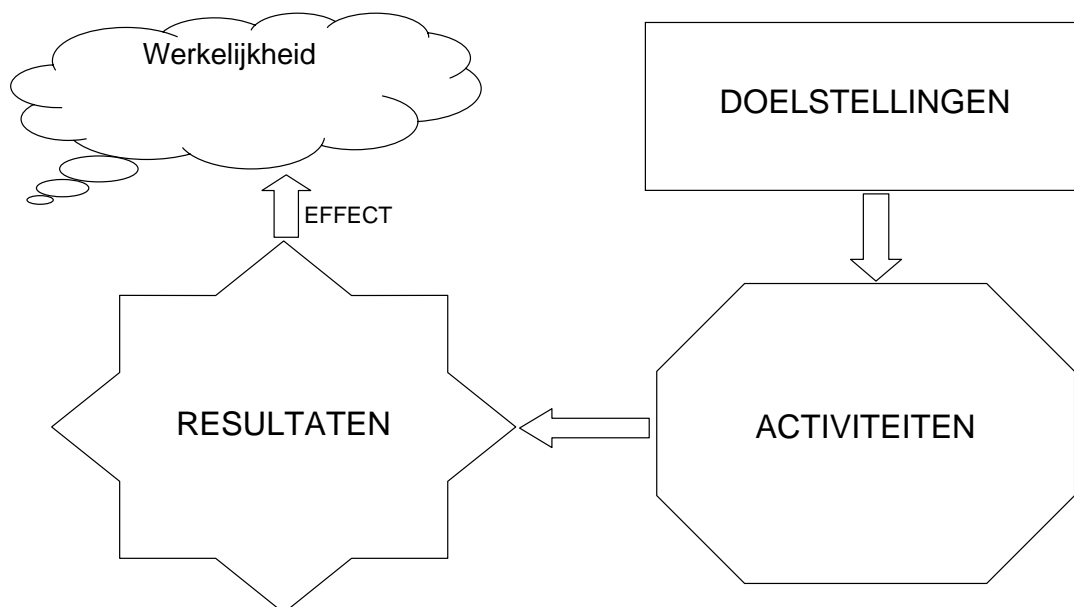 Werkelijkheid
DOELSTELLINGEN
EFFECT
RESULTATEN
ACTIVITEITEN